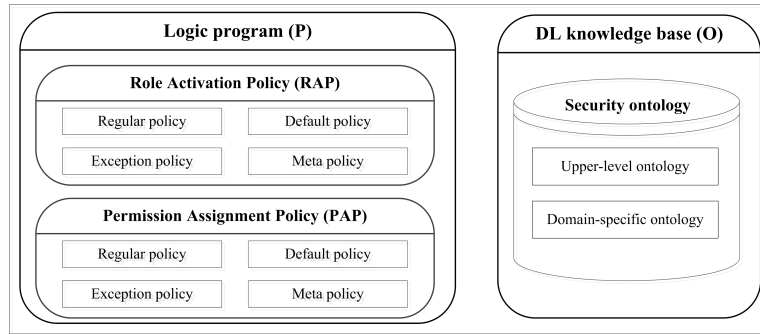 Logic program (P)
Role Activation Policy (RAP)
Regular policy
Default policy
Exception policy
Meta policy
Permission Assignment Policy (PAP)
Regular policy
Default policy
Exception policy
Meta policy
DL knowledge base (O)
Security ontology
Upper-level ontology
Domain-specific ontology